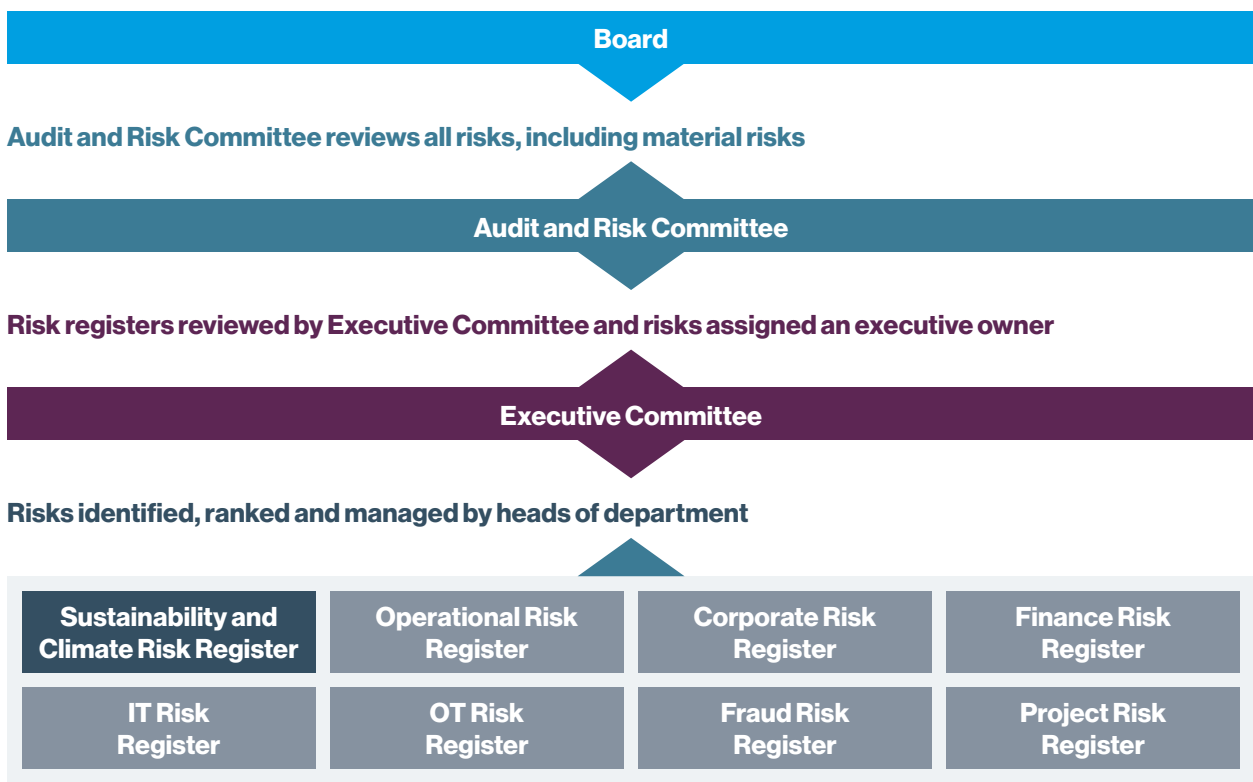 Board
Audit and Risk Committee reviews all risks, including material risks
Audit and Risk Committee
Risk registers reviewed by Executive Committee and risks assigned an executive owner
Executive Committee
Risks identified, ranked and managed by heads of department
Sustainability and
Climate Risk Register
Operational Risk
Register
Corporate Risk
Register
Finance Risk
Register
IT Risk
Register
OT Risk
Register
Fraud Risk
Register
Project Risk
Register